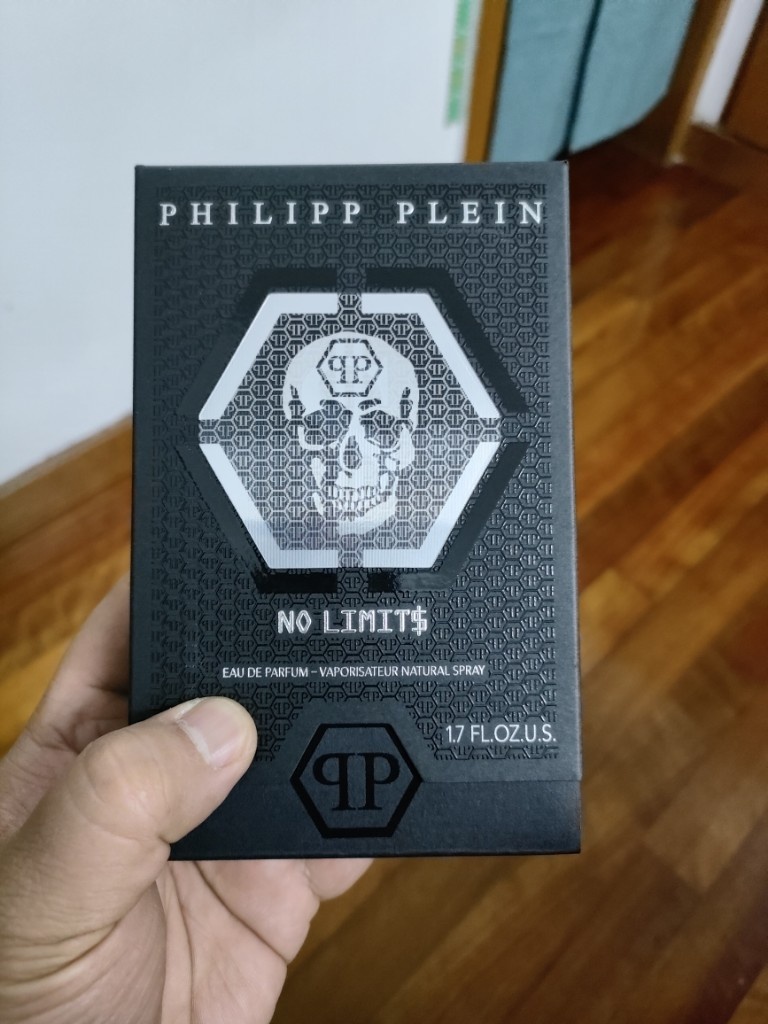 PHILIPP PLEIN
PP
NO LIMIT$
EAU DE PARFUM – VAPORISATEUR NATURAL SPRAY
1.7 FL.OZ.U.S.
PP